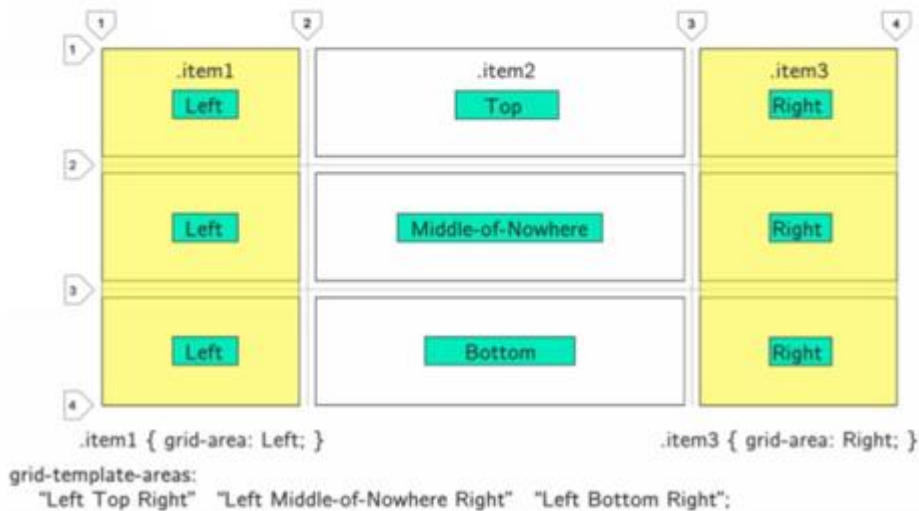 1 2 3 4
1
.item1 .item2 .item3
Left Top Right
2
Left Middle-of-Nowhere Right
3
Left Bottom Right
4
.item1 { grid-area: Left; } .item3 { grid-area: Right; }
grid-template-areas:
"Left Top Right" "Left Middle-of-Nowhere Right" "Left Bottom Right";